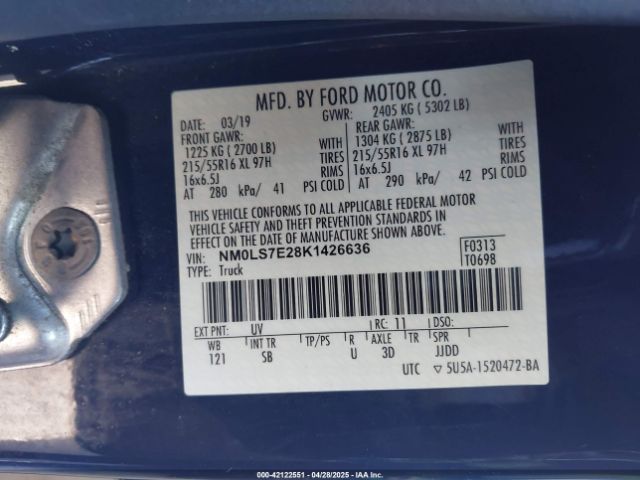 MFD. BY FORD MOTOR CO.
DATE: 03/19 GVWR: 2405 KG ( 5302 LB)
FRONT GAWR: REAR GAWR:
1225 KG ( 2700 LB) WITH 1304 KG ( 2875 LB) WITH
215/55R16 XL 97H TIRES 215/55R16 XL 97H TIRES
16x6.5J RIMS 16x6.5J RIMS
AT 280 kPa/ 41 PSI COLD AT 290 kPa/ 42 PSI COLD
THIS VEHICLE CONFORMS TO ALL APPLICABLE FEDERAL MOTOR
VEHICLE SAFETY AND THEFT PREVENTION STANDARDS IN
EFFECT ON THE DATE OF MANUFACTURE SHOWN ABOVE.
VIN: NM0LS7E28K1426636 F0313
TYPE: Truck T0698
EXT PNT: UV RC: 11 DSO:
WB INT TR TP/PS R AXLE TR SPR
121 SB U 3D JJDD
UTC ▽ 5U5A-1520472-BA
00-42122551 | 04/28/2025 | Copyright IAA, Inc.